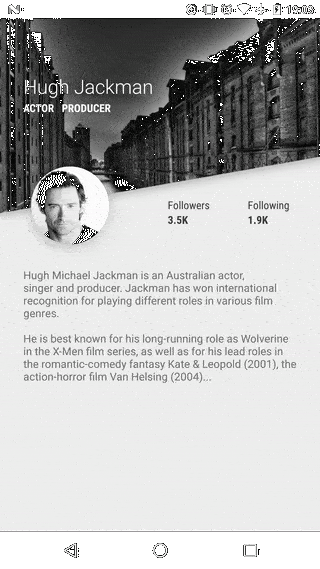 19:09
Hugh Jackman
ACTOR PRODUCER
Followers Following
3.5K 1.9K
Hugh Michael Jackman is an Australian actor,
singer and producer. Jackman has won international
recognition for playing different roles in various film
genres.
He is best known for his long-running role as Wolverine
in the X-Men film series, as well as for his lead roles in
the romantic-comedy fantasy Kate & Leopold (2001), the
action-horror film Van Helsing (2004)...